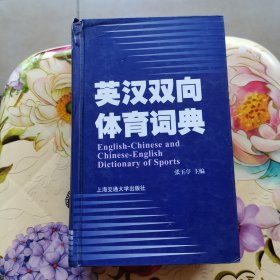 英汉双向
体育词典
English-Chinese and
Chinese-English
Dictionary of Sports
张玉亭 主编
上海交通大学出版社